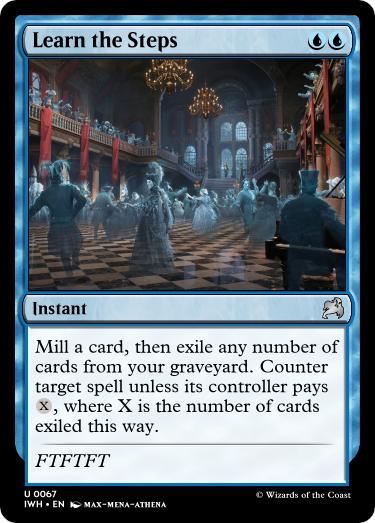 Learn the Steps
Instant
Mill a card, then exile any number of
cards from your graveyard. Counter
target spell unless its controller pays
X, where X is the number of cards
exiled this way.
FTFTFT
U 0067
IWH • EN MAX-MENA-ATHENA
© Wizards of the Coast